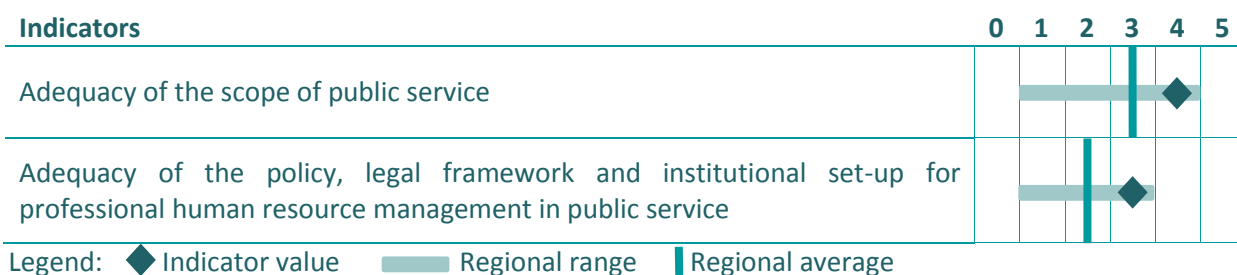 Indicators 0 1 2 3 4 5
Adequacy of the scope of public service
Adequacy of the policy, legal framework and institutional set-up for
professional human resource management in public service
Legend: Indicator value Regional range Regional average